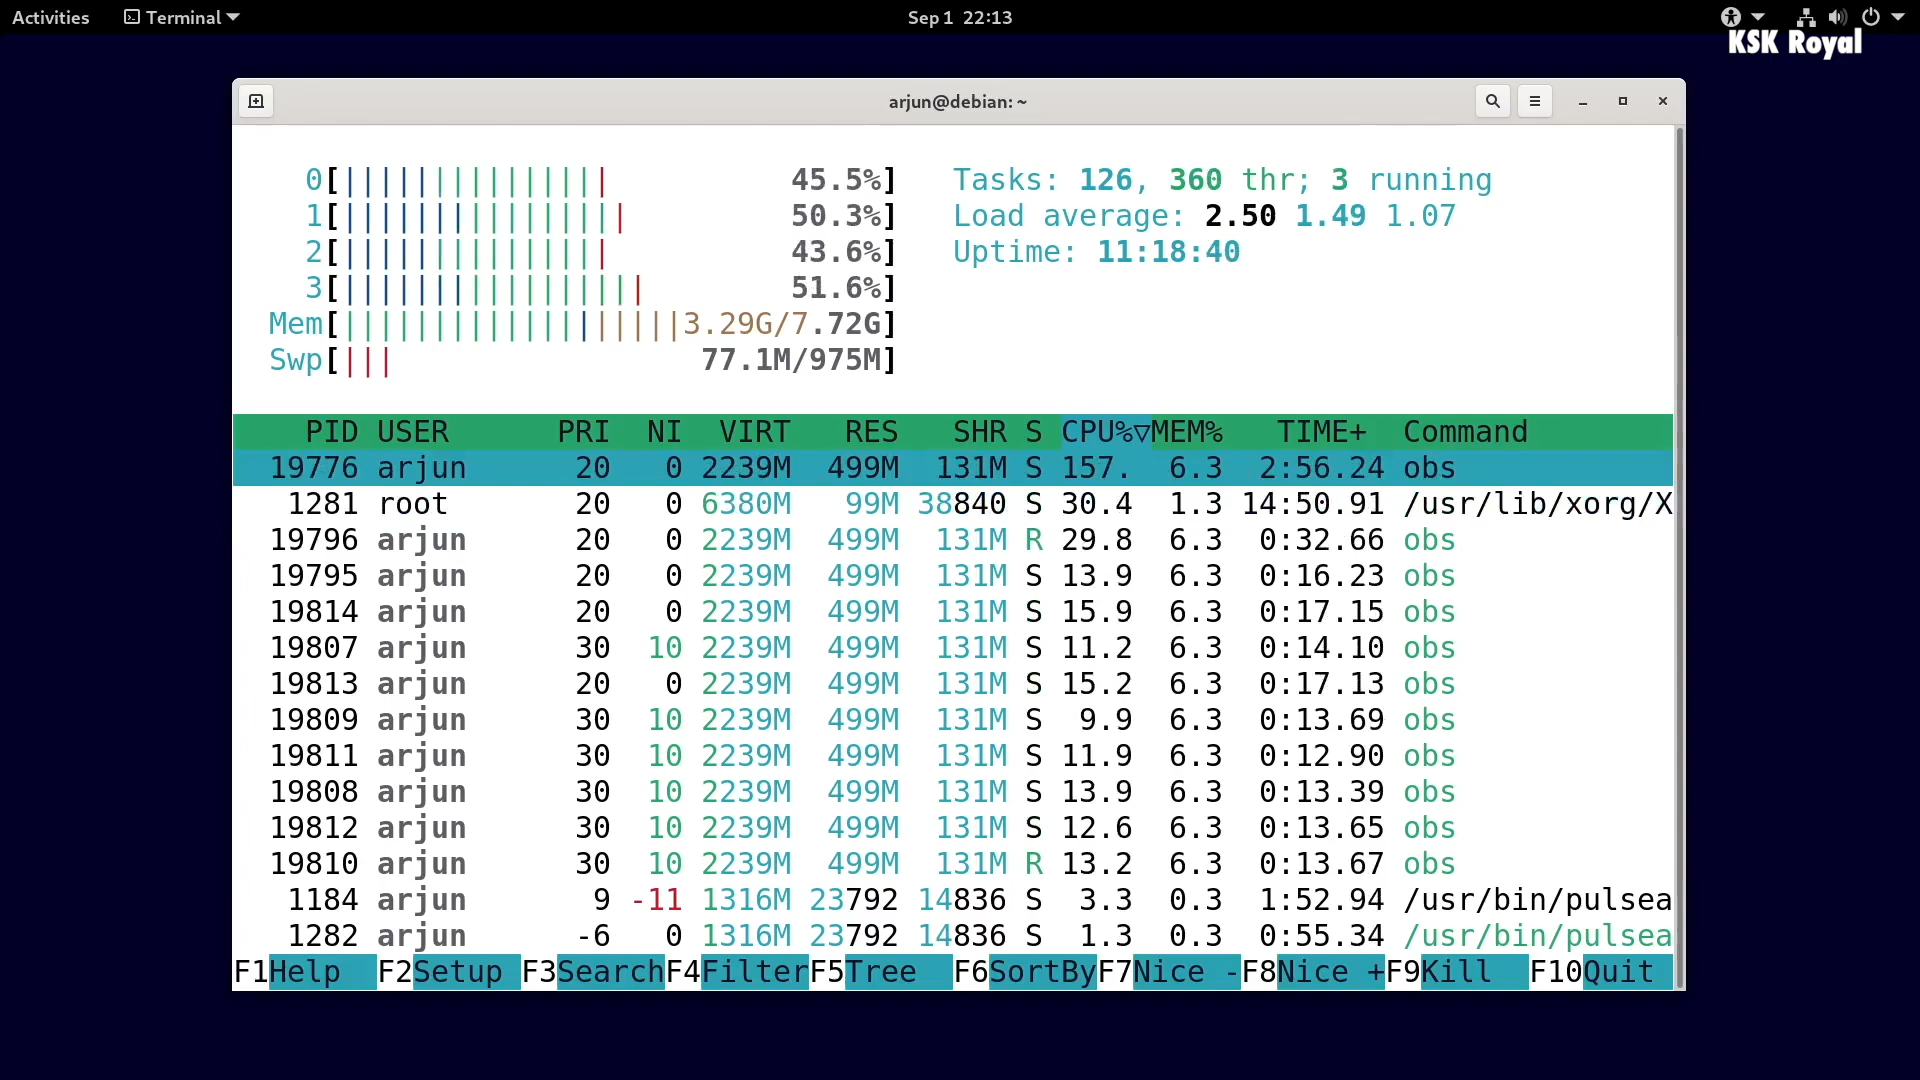 Activities Terminal Sep 1 22:13
KSK Royal
arjun@debian: ~
0[||||||||||||||| 45.5%] Tasks: 126, 360 thr; 3 running
1[|||||||||||||||| 50.3%] Load average: 2.50 1.49 1.07
2[||||||||||||||| 43.6%] Uptime: 11:18:40
3[||||||||||||||||| 51.6%]
Mem[|||||||||||||||||||3.29G/7.72G]
Swp[||| 77.1M/975M]
PID USER PRI NI VIRT RES SHR S CPU%▽MEM% TIME+ Command
19776 arjun 20 0 2239M 499M 131M S 157. 6.3 2:56.24 obs
1281 root 20 0 6380M 99M 38840 S 30.4 1.3 14:50.91 /usr/lib/xorg/X
19796 arjun 20 0 2239M 499M 131M R 29.8 6.3 0:32.66 obs
19795 arjun 20 0 2239M 499M 131M S 13.9 6.3 0:16.23 obs
19814 arjun 20 0 2239M 499M 131M S 15.9 6.3 0:17.15 obs
19807 arjun 30 10 2239M 499M 131M S 11.2 6.3 0:14.10 obs
19813 arjun 20 0 2239M 499M 131M S 15.2 6.3 0:17.13 obs
19809 arjun 30 10 2239M 499M 131M S 9.9 6.3 0:13.69 obs
19811 arjun 30 10 2239M 499M 131M S 11.9 6.3 0:12.90 obs
19808 arjun 30 10 2239M 499M 131M S 13.9 6.3 0:13.39 obs
19812 arjun 30 10 2239M 499M 131M S 12.6 6.3 0:13.65 obs
19810 arjun 30 10 2239M 499M 131M R 13.2 6.3 0:13.67 obs
1184 arjun 9 -11 1316M 23792 14836 S 3.3 0.3 1:52.94 /usr/bin/pulsea
1282 arjun -6 0 1316M 23792 14836 S 1.3 0.3 0:55.34 /usr/bin/pulsea
F1Help F2Setup F3SearchF4FilterF5Tree F6SortByF7Nice -F8Nice +F9Kill F10Quit